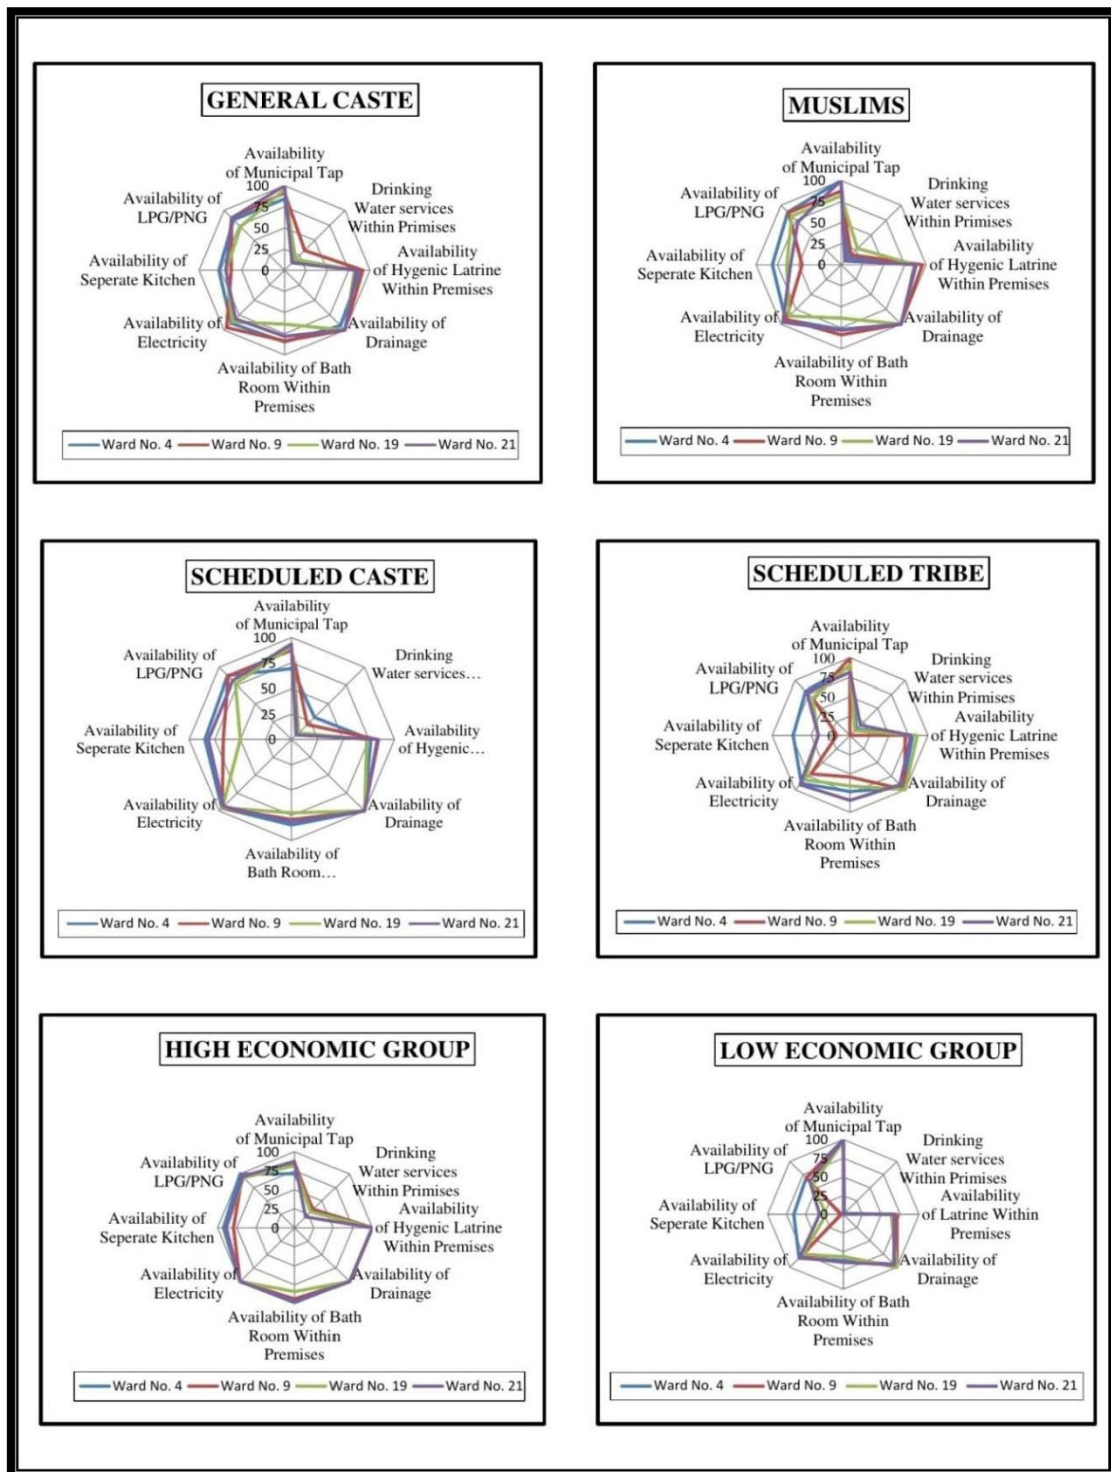 GENERAL CASTE
Availability
of Municipal Tap
Drinking
Water services
Within Primises
Availability
of Hygenic Latrine
Within Premises
Availability of
Drainage
Availability of Bath
Room Within
Premises
Availability of
Electricity
Availability of
Seperate Kitchen
Availability of
LPG/PNG
100
75
50
25
0
Ward No. 4 Ward No. 9 Ward No. 19 Ward No. 21
MUSLIMS
Availability
of Municipal Tap
Drinking
Water services
Within Primises
Availability
of Hygenic Latrine
Within Premises
Availability of
Drainage
Availability of Bath
Room Within
Premises
Availability of
Electricity
Availability of
Seperate Kitchen
Availability of
LPG/PNG
100
75
50
25
0
Ward No. 4 Ward No. 9 Ward No. 19 Ward No. 21
SCHEDULED CASTE
Availability
of Municipal Tap
Drinking
Water services…
Availability
of Hygenic…
Availability of
Drainage
Availability of
Bath Room…
Availability of
Electricity
Availability of
Seperate Kitchen
Availability of
LPG/PNG
100
75
50
25
0
Ward No. 4 Ward No. 9 Ward No. 19 Ward No. 21
SCHEDULED TRIBE
Availability
of Municipal Tap
Drinking
Water services
Within Primises
Availability
of Hygenic Latrine
Within Premises
Availability of
Drainage
Availability of Bath
Room Within
Premises
Availability of
Electricity
Availability of
Seperate Kitchen
Availability of
LPG/PNG
100
75
50
25
0
Ward No. 4 Ward No. 9 Ward No. 19 Ward No. 21
HIGH ECONOMIC GROUP
Availability
of Municipal Tap
Drinking
Water services
Within Primises
Availability
of Hygenic Latrine
Within Premises
Availability of
Drainage
Availability of Bath
Room Within
Premises
Availability of
Electricity
Availability of
Seperate Kitchen
Availability of
LPG/PNG
100
75
50
25
0
Ward No. 4 Ward No. 9 Ward No. 19 Ward No. 21
LOW ECONOMIC GROUP
Availability
of Municipal Tap
Drinking
Water services
Within Primises
Availability
of Latrine Within
Premises
Availability of
Drainage
Availability of Bath
Room Within
Premises
Availability of
Electricity
Availability of
Seperate Kitchen
Availability of
LPG/PNG
100
75
50
25
0
Ward No. 4 Ward No. 9 Ward No. 19 Ward No. 21